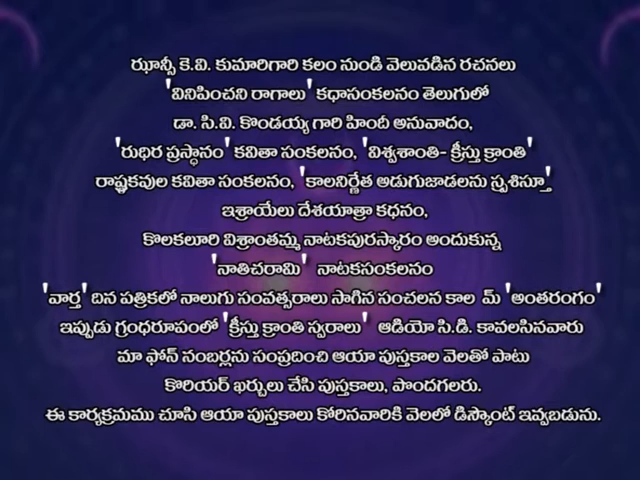 ఝాన్సీ కె.వి. కుమారిగారి కలం నుండి వెలువడిన రచనలు
'వినిపించని రాగాలు' కధాసంకలనం తెలుగులో
డా. సి.వి. కొండయ్య గారి హిందీ అనువాదం,
'రుధిర ప్రస్థానం' కవితా సంకలనం, 'విశ్వశాంతి- క్రీస్తు క్రాంతి'
రాష్ట్రకవుల కవితా సంకలనం, 'కాలనిర్ణేత అడుగుజాడలను స్పృశిస్తూ'
ఇశ్రాయేలు దేశయాత్రా కధనం,
కొలకలూరి విశ్రాంతమ్మ నాటకపురస్కారం అందుకున్న
'నాతిచరామి' నాటకసంకలనం
'వార్త' దిన పత్రికలో నాలుగు సంవత్సరాలు సాగిన సంచలన కాల మ్ 'అంతరంగం'
ఇప్పుడు గ్రంధరూపంలో 'క్రీస్తు క్రాంతి స్వరాలు' ఆడియో సి.డి. కావలసినవారు
మా ఫోన్ నంబర్లను సంప్రదించి ఆయా పుస్తకాల వెలతో పాటు
కొరియర్ ఖర్చులు చేసి పుస్తకాలు, పొందగలరు.
ఈ కార్యక్రమము చూసి ఆయా పుస్తకాలు కోరినవారికి వెలలో డిస్కౌంట్ ఇవ్వబడును.